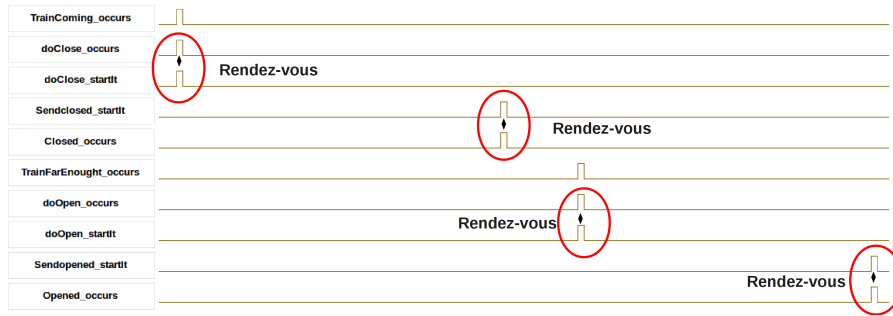 TrainComing_occurs
doClose_occurs
Rendez-vous
doClose_startIt
Sendclosed_startIt
Rendez-vous
Closed_occurs
TrainFarEnought_occurs
doOpen_occurs
Rendez-vous
doOpen_startIt
Sendopened_startIt
Rendez-vous
Opened_occurs